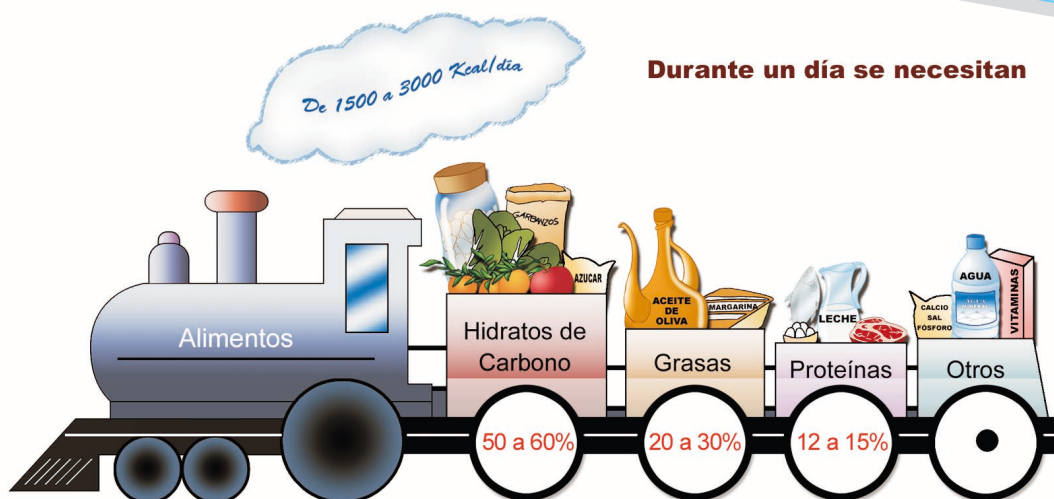 De 1500 a 3000 Kcal/día
Durante un día se necesitan
Alimentos
GARBANZOS
AZUCAR
Hidratos de
Carbono
50 a 60%
ACEITE
DE
OLIVA
MARGARINA
Grasas
20 a 30%
LECHE
Proteínas
12 a 15%
CALCIO
SAL
FÓSFORO
AGUA
VITAMINAS
Otros